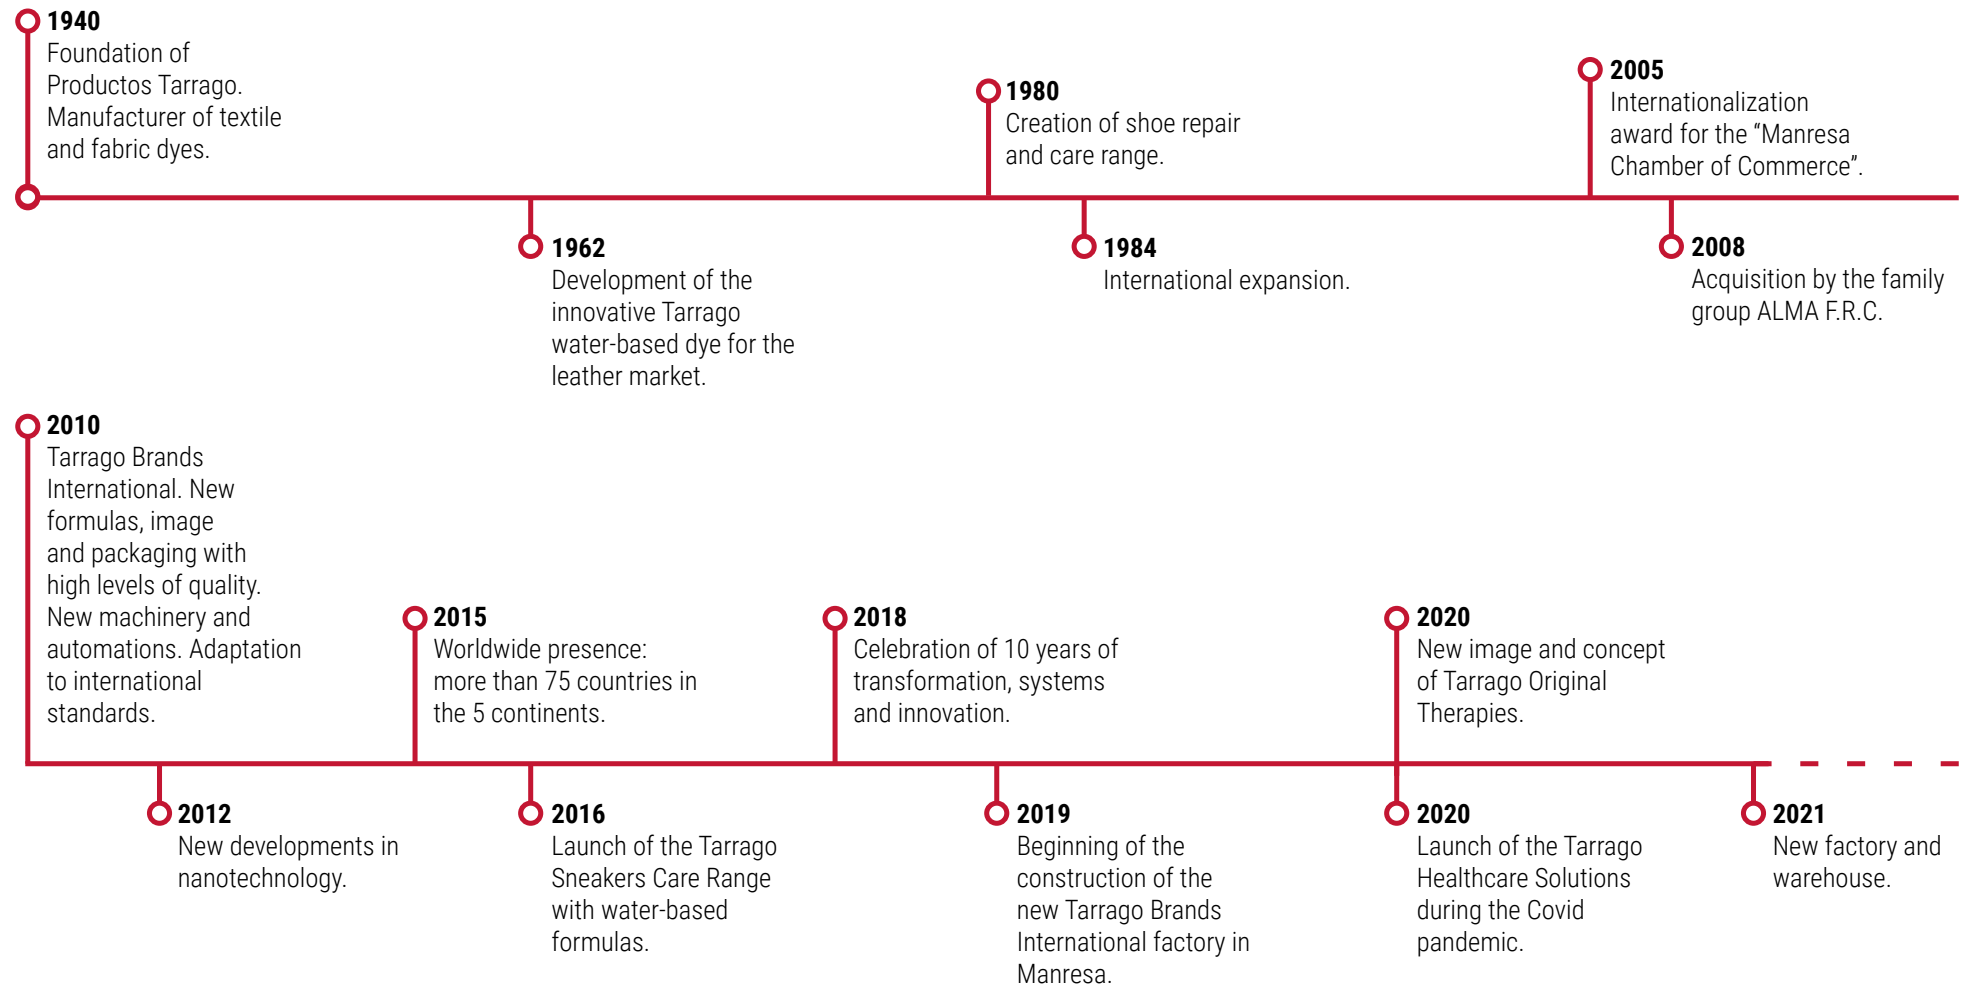 1940
Foundation of
Productos Tarrago.
Manufacturer of textile
and fabric dyes.
1962
Development of the
innovative Tarrago
water-based dye for the
leather market.
1980
Creation of shoe repair
and care range.
1984
International expansion.
2005
Internationalization
award for the “Manresa
Chamber of Commerce”.
2008
Acquisition by the family
group ALMA F.R.C.
2010
Tarrago Brands
International. New
formulas, image
and packaging with
high levels of quality.
New machinery and
automations. Adaptation
to international
standards.
2012
New developments in
nanotechnology.
2015
Worldwide presence:
more than 75 countries in
the 5 continents.
2016
Launch of the Tarrago
Sneakers Care Range
with water-based
formulas.
2018
Celebration of 10 years of
transformation, systems
and innovation.
2019
Beginning of the
construction of the
new Tarrago Brands
International factory in
Manresa.
2020
New image and concept
of Tarrago Original
Therapies.
2020
Launch of the Tarrago
Healthcare Solutions
during the Covid
pandemic.
2021
New factory and
warehouse.